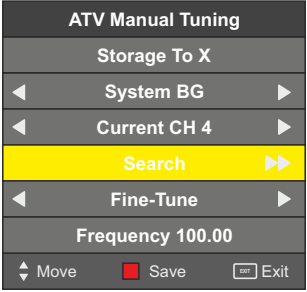 ATV Manual Tuning
Storage To X
System BG
Current CH 4
Search
Fine-Tune
Frequency 100.00
Move Save EXIT Exit